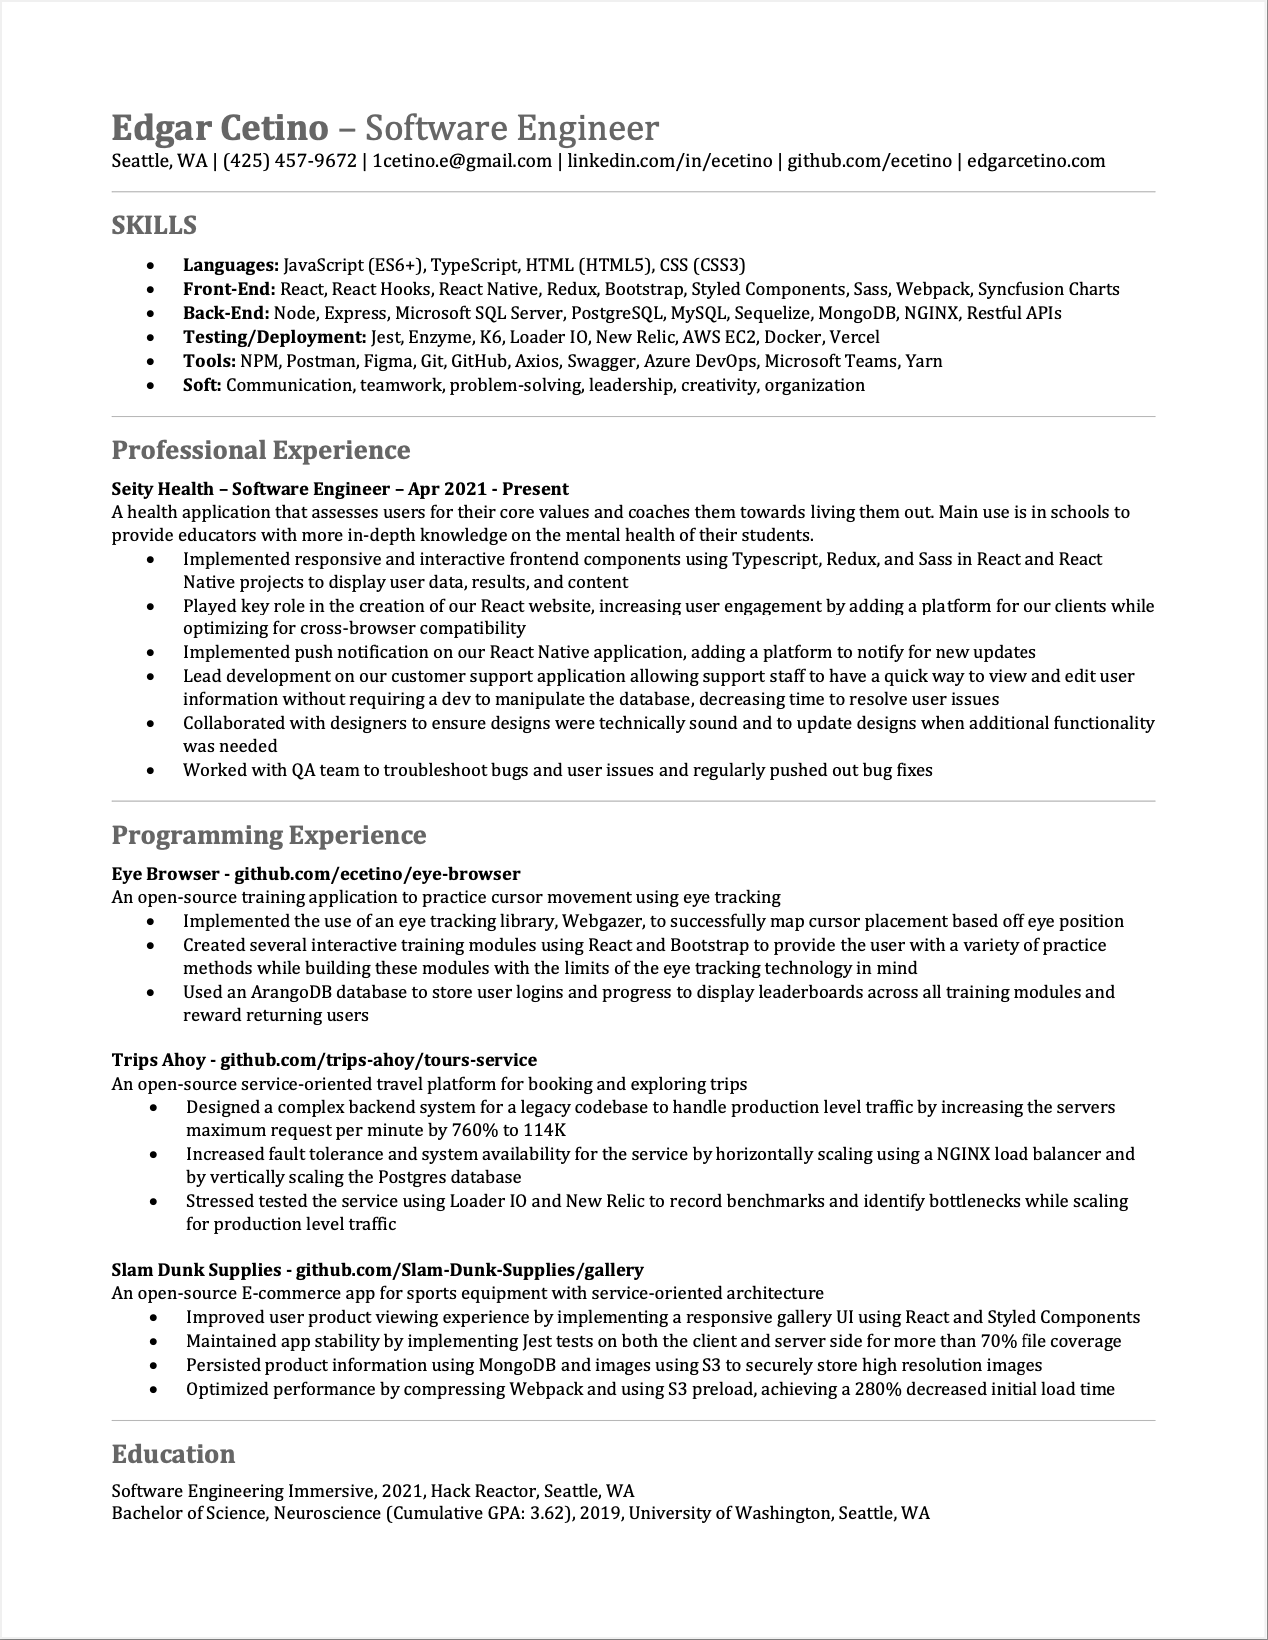 Edgar Cetino – Software Engineer
Seattle, WA | (425) 457-9672 | 1cetino.e@gmail.com | linkedin.com/in/ecetino | github.com/ecetino | edgarcetino.com
SKILLS
• Languages: JavaScript (ES6+), TypeScript, HTML (HTML5), CSS (CSS3)
• Front-End: React, React Hooks, React Native, Redux, Bootstrap, Styled Components, Sass, Webpack, Syncfusion Charts
• Back-End: Node, Express, Microsoft SQL Server, PostgreSQL, MySQL, Sequelize, MongoDB, NGINX, Restful APIs
• Testing/Deployment: Jest, Enzyme, K6, Loader IO, New Relic, AWS EC2, Docker, Vercel
• Tools: NPM, Postman, Figma, Git, GitHub, Axios, Swagger, Azure DevOps, Microsoft Teams, Yarn
• Soft: Communication, teamwork, problem-solving, leadership, creativity, organization
Professional Experience
Seity Health – Software Engineer – Apr 2021 - Present
A health application that assesses users for their core values and coaches them towards living them out. Main use is in schools to
provide educators with more in-depth knowledge on the mental health of their students.
• Implemented responsive and interactive frontend components using Typescript, Redux, and Sass in React and React
Native projects to display user data, results, and content
• Played key role in the creation of our React website, increasing user engagement by adding a platform for our clients while
optimizing for cross-browser compatibility
• Implemented push notification on our React Native application, adding a platform to notify for new updates
• Lead development on our customer support application allowing support staff to have a quick way to view and edit user
information without requiring a dev to manipulate the database, decreasing time to resolve user issues
• Collaborated with designers to ensure designs were technically sound and to update designs when additional functionality
was needed
• Worked with QA team to troubleshoot bugs and user issues and regularly pushed out bug fixes
Programming Experience
Eye Browser - github.com/ecetino/eye-browser
An open-source training application to practice cursor movement using eye tracking
• Implemented the use of an eye tracking library, Webgazer, to successfully map cursor placement based off eye position
• Created several interactive training modules using React and Bootstrap to provide the user with a variety of practice
methods while building these modules with the limits of the eye tracking technology in mind
• Used an ArangoDB database to store user logins and progress to display leaderboards across all training modules and
reward returning users
Trips Ahoy - github.com/trips-ahoy/tours-service
An open-source service-oriented travel platform for booking and exploring trips
• Designed a complex backend system for a legacy codebase to handle production level traffic by increasing the servers
maximum request per minute by 760% to 114K
• Increased fault tolerance and system availability for the service by horizontally scaling using a NGINX load balancer and
by vertically scaling the Postgres database
• Stressed tested the service using Loader IO and New Relic to record benchmarks and identify bottlenecks while scaling
for production level traffic
Slam Dunk Supplies - github.com/Slam-Dunk-Supplies/gallery
An open-source E-commerce app for sports equipment with service-oriented architecture
• Improved user product viewing experience by implementing a responsive gallery UI using React and Styled Components
• Maintained app stability by implementing Jest tests on both the client and server side for more than 70% file coverage
• Persisted product information using MongoDB and images using S3 to securely store high resolution images
• Optimized performance by compressing Webpack and using S3 preload, achieving a 280% decreased initial load time
Education
Software Engineering Immersive, 2021, Hack Reactor, Seattle, WA
Bachelor of Science, Neuroscience (Cumulative GPA: 3.62), 2019, University of Washington, Seattle, WA